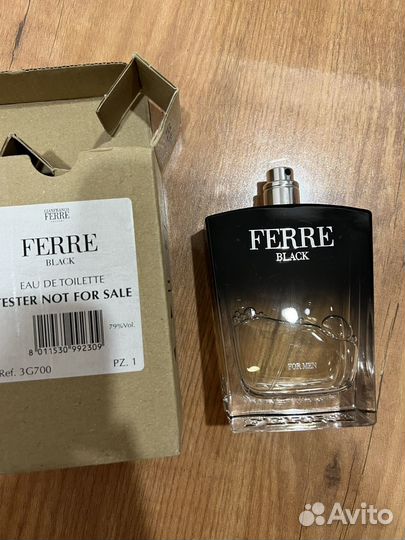 GIANFRANCO
FERRE
FERRE
BLACK
EAU DE TOILETTE
TESTER NOT FOR SALE
79%Vol.
8 011530 992309
Ref. 3G700
PZ. 1
FERRE
BLACK
FOR MEN
Avito